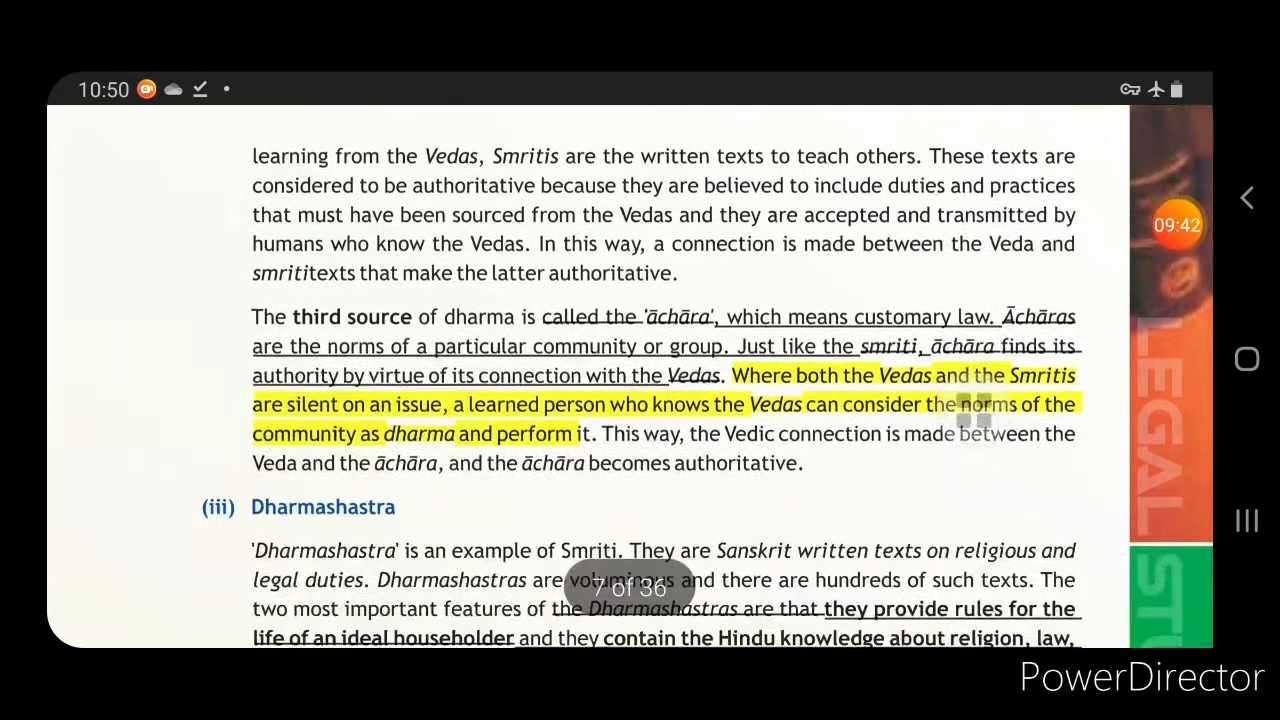 10:50
learning from the Vedas, Smritis are the written texts to teach others. These texts are
considered to be authoritative because they are believed to include duties and practices
that must have been sourced from the Vedas and they are accepted and transmitted by
humans who know the Vedas. In this way, a connection is made between the Veda and
smrititexts that make the latter authoritative.
09:42
The third source of dharma is called the 'āchāra', which means customary law. Āchāras
are the norms of a particular community or group. Just like the smriti, āchāra finds its
authority by virtue of its connection with the Vedas. Where both the Vedas and the Smritis
are silent on an issue, a learned person who knows the Vedas can consider the norms of the
community as dharma and perform it. This way, the Vedic connection is made between the
Veda and the āchāra, and the āchāra becomes authoritative.
LEGAL
(iii) Dharmashastra
'Dharmashastra' is an example of Smriti. They are Sanskrit written texts on religious and
legal duties. Dharmashastras are voluminous and there are hundreds of such texts. The
7 of 36
two most important features of the Dharmashastras are that they provide rules for the
life of an ideal householder and they contain the Hindu knowledge about religion, law,
STU
PowerDirector